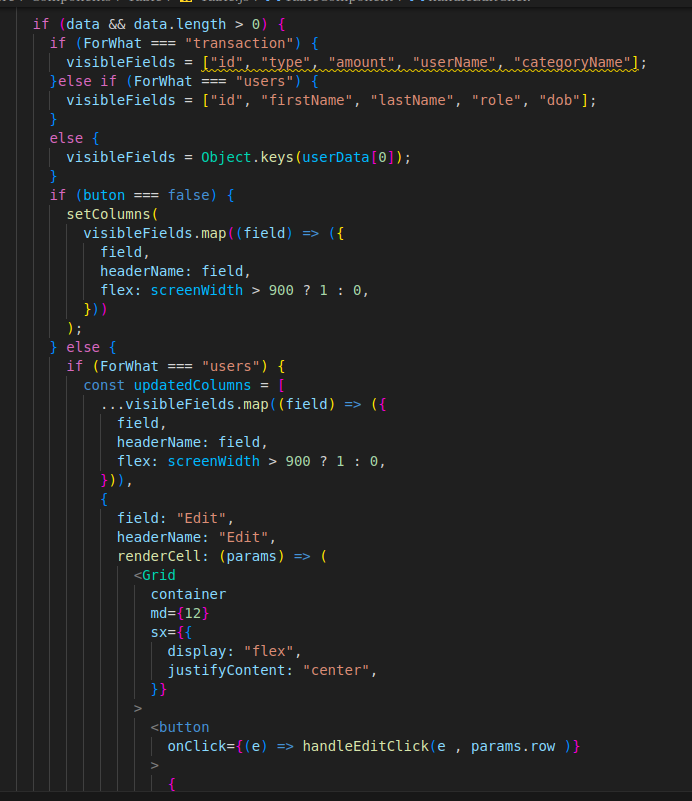 if (data && data.length > 0) {
if (ForWhat === "transaction") {
visibleFields = ["id", "type", "amount", "userName", "categoryName"];
}else if (ForWhat === "users") {
visibleFields = ["id", "firstName", "lastName", "role", "dob"];
}
else {
visibleFields = Object.keys(userData[0]);
}
if (buton === false) {
setColumns(
visibleFields.map((field) => ({
field,
headerName: field,
flex: screenWidth > 900 ? 1 : 0,
}))
);
} else {
if (ForWhat === "users") {
const updatedColumns = [
...visibleFields.map((field) => ({
field,
headerName: field,
flex: screenWidth > 900 ? 1 : 0,
})),
{
field: "Edit",
headerName: "Edit",
renderCell: (params) => (
<Grid
container
md={12}
sx={{
display: "flex",
justifyContent: "center",
}}
>
<button
onClick={(e) => handleEditClick(e , params.row )}
>
{